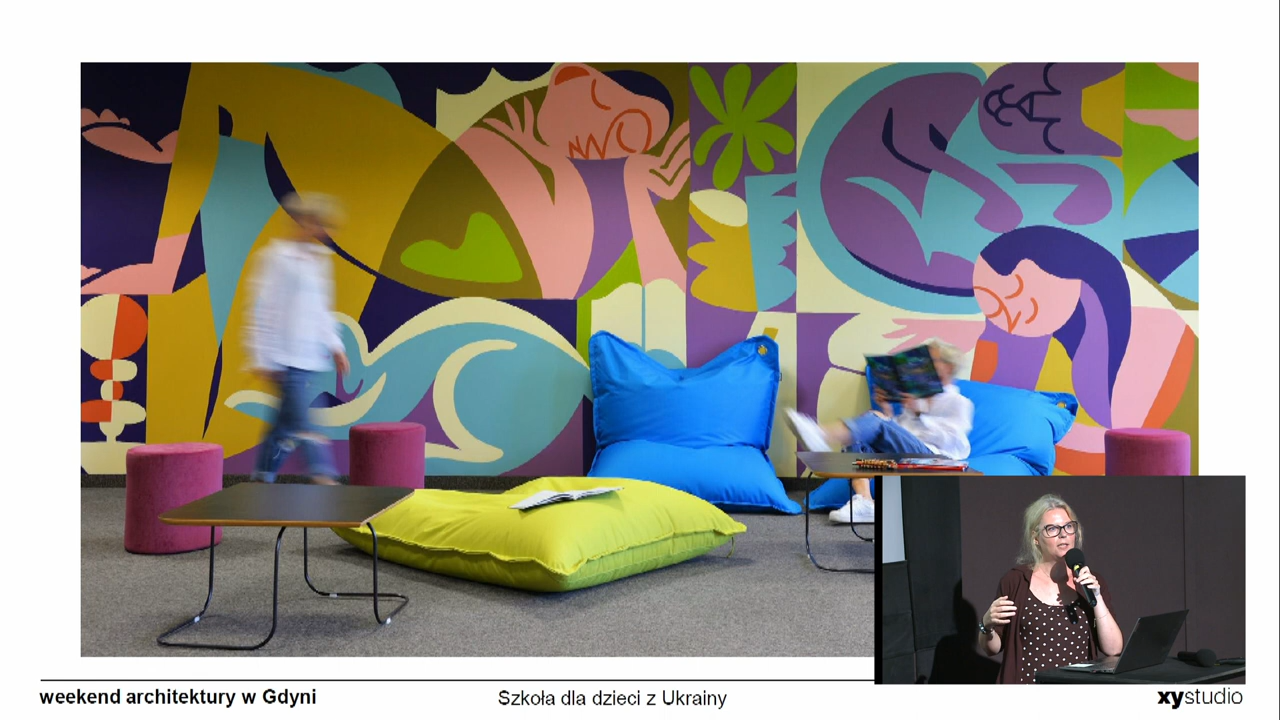 weekend architektury w Gdyni
Szkoła dla dzieci z Ukrainy
xystudio